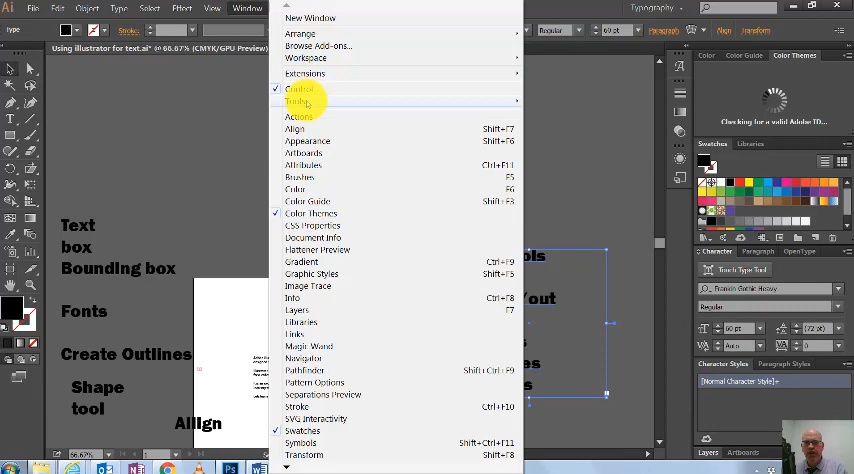 Ai File Edit Object Type Select Effect View Window
Typography
Type
Stroke:
Regular
60 pt
Paragraph
Align
Transform
Using illustrator for text.ai* @ 66.67% (CMYK/GPU Preview)
New Window
Arrange
Browse Add-ons...
Workspace
Extensions
Control
Tools
Actions
Align Shift+F7
Appearance Shift+F6
Artboards
Attributes Ctrl+F11
Brushes F5
Color F6
Color Guide Shift+F3
Color Themes
CSS Properties
Document Info
Flattener Preview
Gradient Ctrl+F9
Graphic Styles Shift+F5
Image Trace
Info Ctrl+F8
Layers F7
Libraries
Links
Magic Wand
Navigator
Pathfinder Shift+Ctrl+F9
Pattern Options
Separations Preview
Stroke Ctrl+F10
SVG Interactivity
Swatches
Symbols Shift+Ctrl+F11
Transform Shift+F8
Text
box
Bounding box
Fonts
Create Outlines
Shape
tool
Allign
ols
/out
s
es
s
Color Color Gu Color Themes
Checking for a valid Adobe ID...
Swatches Libraries
Character Paragraph OpenType
Touch Type Tool
Franklin Gothic Heavy
Regular
60 pt (72 pt)
Auto 0
Character Styles Paragraph Styles
[Normal Character Style]+
Layers Artboards
66.67% 1